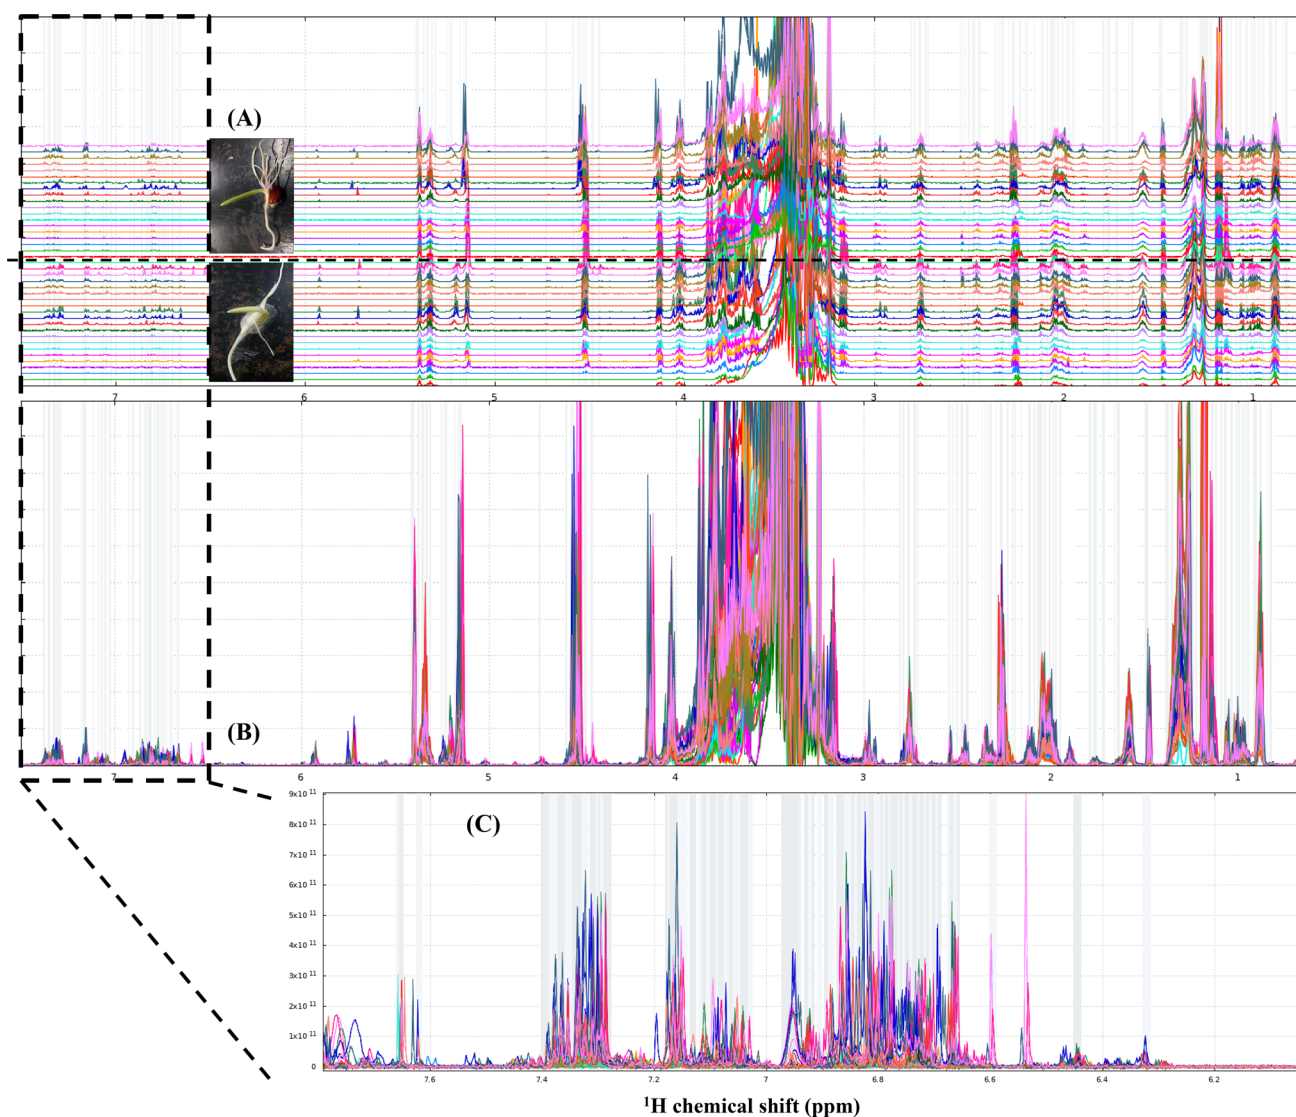 (A)
7 6 5 4 3 2 1
(B)
7 6 5 4 3 2 1
(C)
9x10 11
8x10 11
7x10 11
6x10 11
5x10 11
4x10 11
3x10 11
2x10 11
1x10 11
0
7.6 7.4 7.2 7 6.8 6.6 6.4 6.2
¹H chemical shift (ppm)